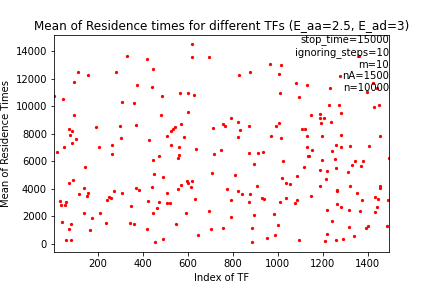 Mean of Residence times for different TFs (E_aa=2.5, E_ad=3)
stop_time=15000
ignoring_steps=10
m=10
nA=1500
n=10000
Mean of Residence Times
14000
12000
10000
8000
6000
4000
2000
0
200 400 600 800 1000 1200 1400
Index of TF